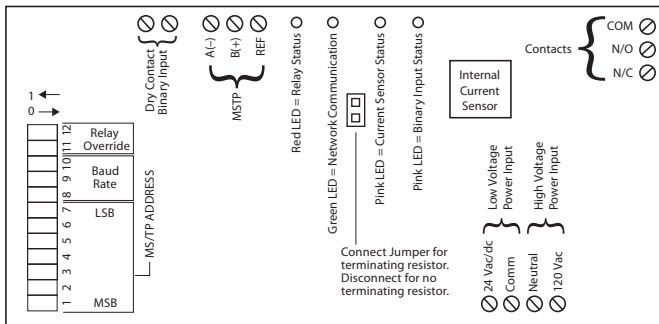 Dry Contact
Binary Input
A(-)
B(+)
REF
MSTP
Red LED = Relay Status
Green LED = Network Communication
Pink LED = Current Sensor Status
Pink LED = Binary Input Status
Internal
Current
Sensor
Contacts
COM
N/O
N/C
1
0
12
11
Relay
Override
10
9
8
Baud
Rate
7
6
5
4
3
2
1
LSB
MSB
MS/TP ADDRESS
Connect Jumper for
terminating resistor.
Disconnect for no
terminating resistor.
Low Voltage
Power Input
High Voltage
Power Input
24 Vac/dc
Comm
Neutral
120 Vac